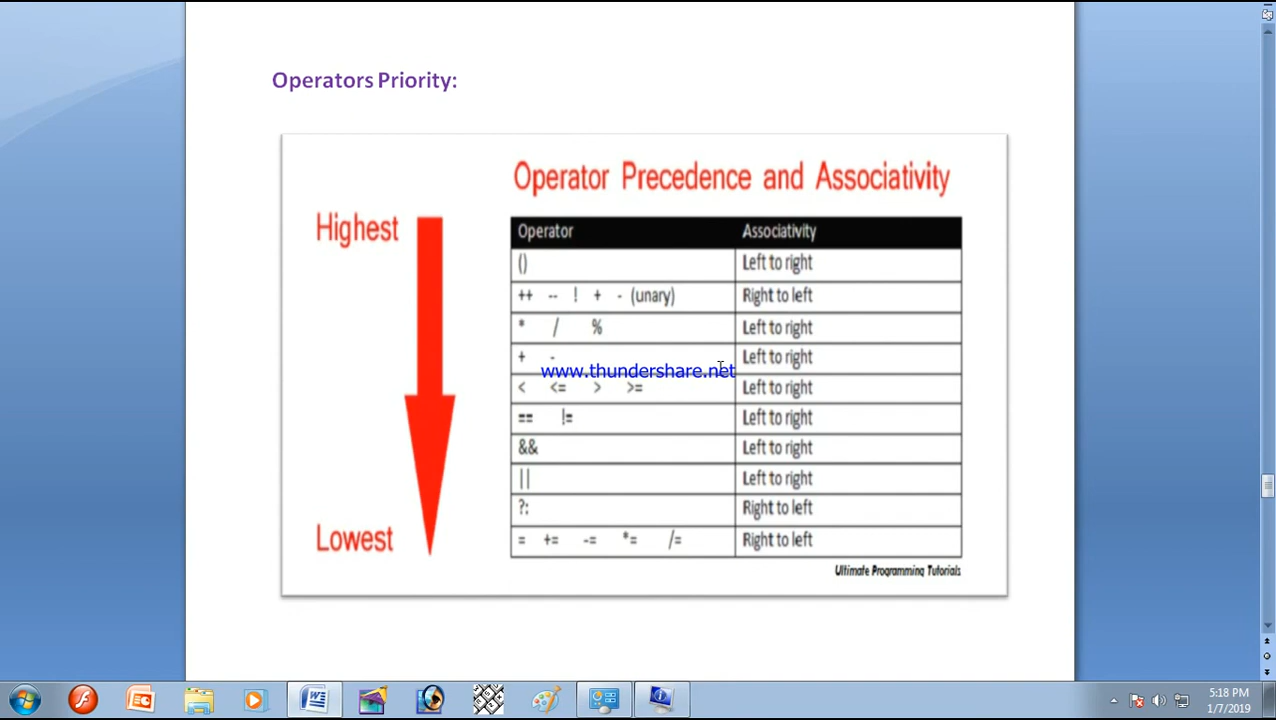 Operators Priority:
Operator Precedence and Associativity
Highest
Operator Associativity
() Left to right
++ -- ! + - (unary) Right to left
* / % Left to right
+ - Left to right
www.thundershare.net
< <= > >= Left to right
== != Left to right
&& Left to right
|| Left to right
?: Right to left
Lowest
= += -= *= /= Right to left
Ultimate Programming Tutorials
5:18 PM
1/7/2019